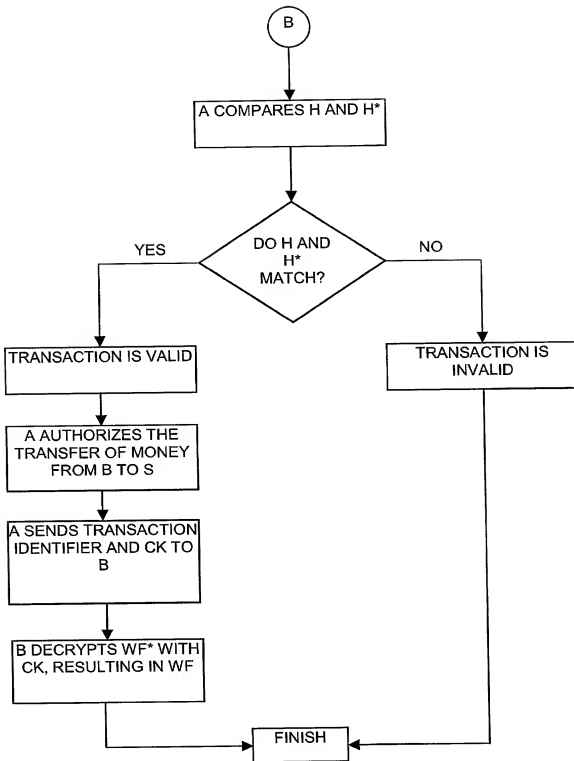 B
A COMPARES H AND H*
DO H AND
H*
MATCH?
YES
NO
TRANSACTION IS VALID
TRANSACTION IS
INVALID
A AUTHORIZES THE
TRANSFER OF MONEY
FROM B TO S
A SENDS TRANSACTION
IDENTIFIER AND CK TO
B
B DECRYPTS WF* WITH
CK, RESULTING IN WF
FINISH